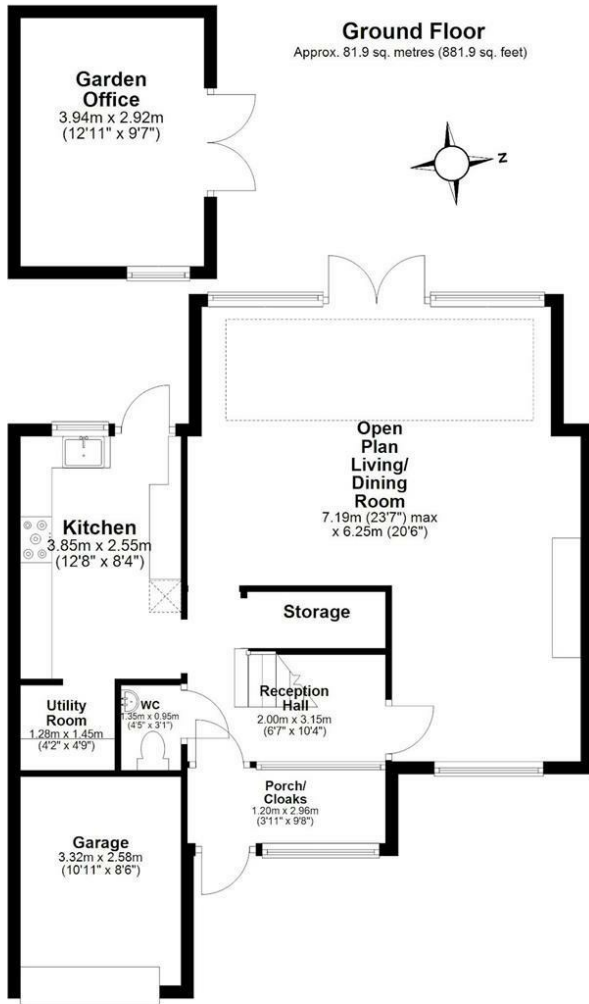 Ground Floor
Approx. 81.9 sq. metres (881.9 sq. feet)
Garden
Office
3.94m x 2.92m
(12'11" x 9'7")
Z
Open
Plan
Living/
Dining
Room
7.19m (23'7") max
x 6.25m (20'6")
Kitchen
3.85m x 2.55m
(12'8" x 8'4")
Storage
Utility
Room
1.28m x 1.45m
(4'2" x 4'9")
WC
1.35m x 0.95m
(4'5" x 3'1")
Reception
Hall
2.00m x 3.15m
(6'7" x 10'4")
Porch/
Cloaks
1.20m x 2.96m
(3'11" x 9'8")
Garage
3.32m x 2.58m
(10'11" x 8'6")